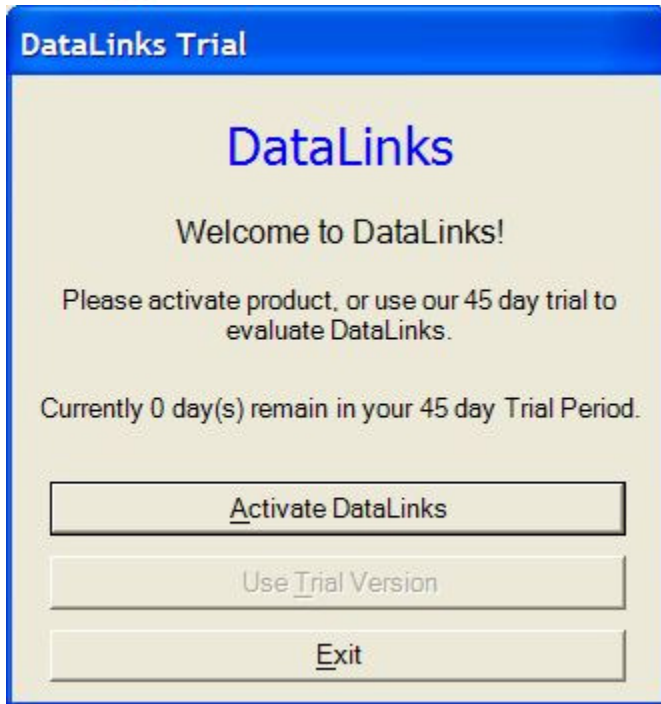 DataLinks Trial
DataLinks
Welcome to DataLinks!
Please activate product, or use our 45 day trial to
evaluate DataLinks.
Currently 0 day(s) remain in your 45 day Trial Period.
Activate DataLinks
Use Trial Version
Exit